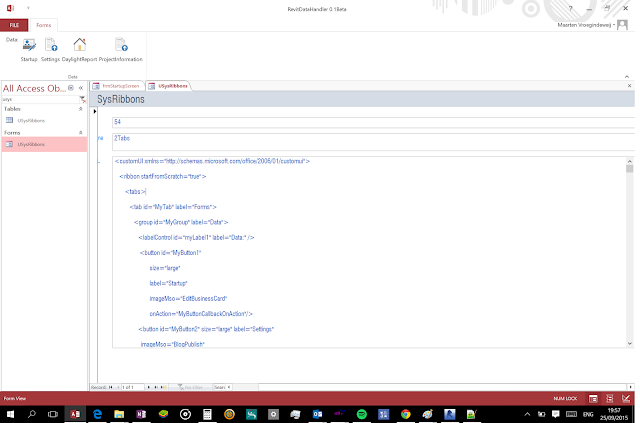 RevitDataHandler 0.1Beta
?
FILE
Forms
Maarten Vroegindeweij
Data
Startup
Settings
DaylightReport
ProjectInformation
Data
All Access Ob...
frmStartupScreen
USysRibbons
usys
SysRibbons
Tables
USysRibbons
Forms
USysRibbons
54
2Tabs
<customUI xmlns="http://schemas.microsoft.com/office/2006/01/customui">
<ribbon startFromScratch="true">
<tabs>
<tab id="MyTab" label="Forms">
<group id="MyGroup" label="Data">
<labelControl id="myLabel1" label="Data:" />
<button id="MyButton1"
size="large"
label="Startup"
imageMso="EditBusinessCard"
onAction="MyButtonCallbackOnAction"/>
<button id="MyButton2" size="large" label="Settings"
imageMso="BlogPublish"
Record:
1 of 1
No Filter
Search
Form View
NUM LOCK
ENG
19:57
25/09/2015